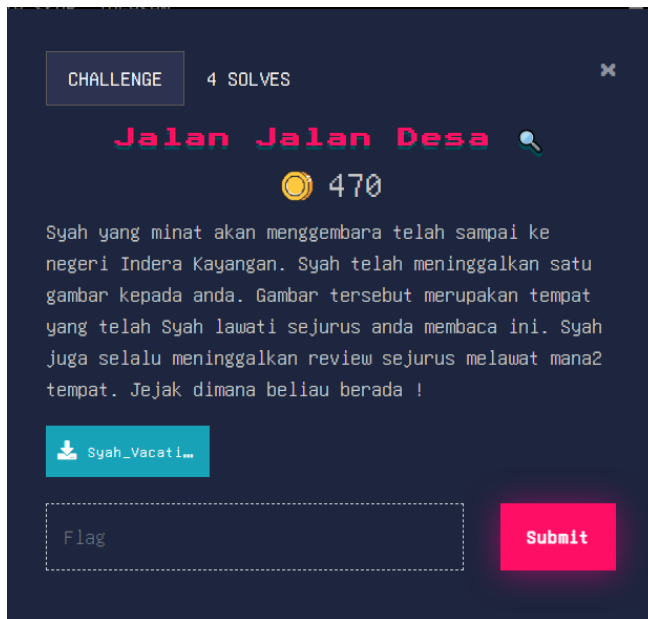 CHALLENGE
4 SOLVES
Jalan Jalan Desa
470
Syah yang minat akan menggembara telah sampai ke
negeri Indera Kayangan. Syah telah meninggalkan satu
gambar kepada anda. Gambar tersebut merupakan tempat
yang telah Syah lawati sejurus anda membaca ini. Syah
juga selalu meninggalkan review sejurus melawat mana2
tempat. Jejak dimana beliau berada !
Syah_Vacati…
Flag
Submit